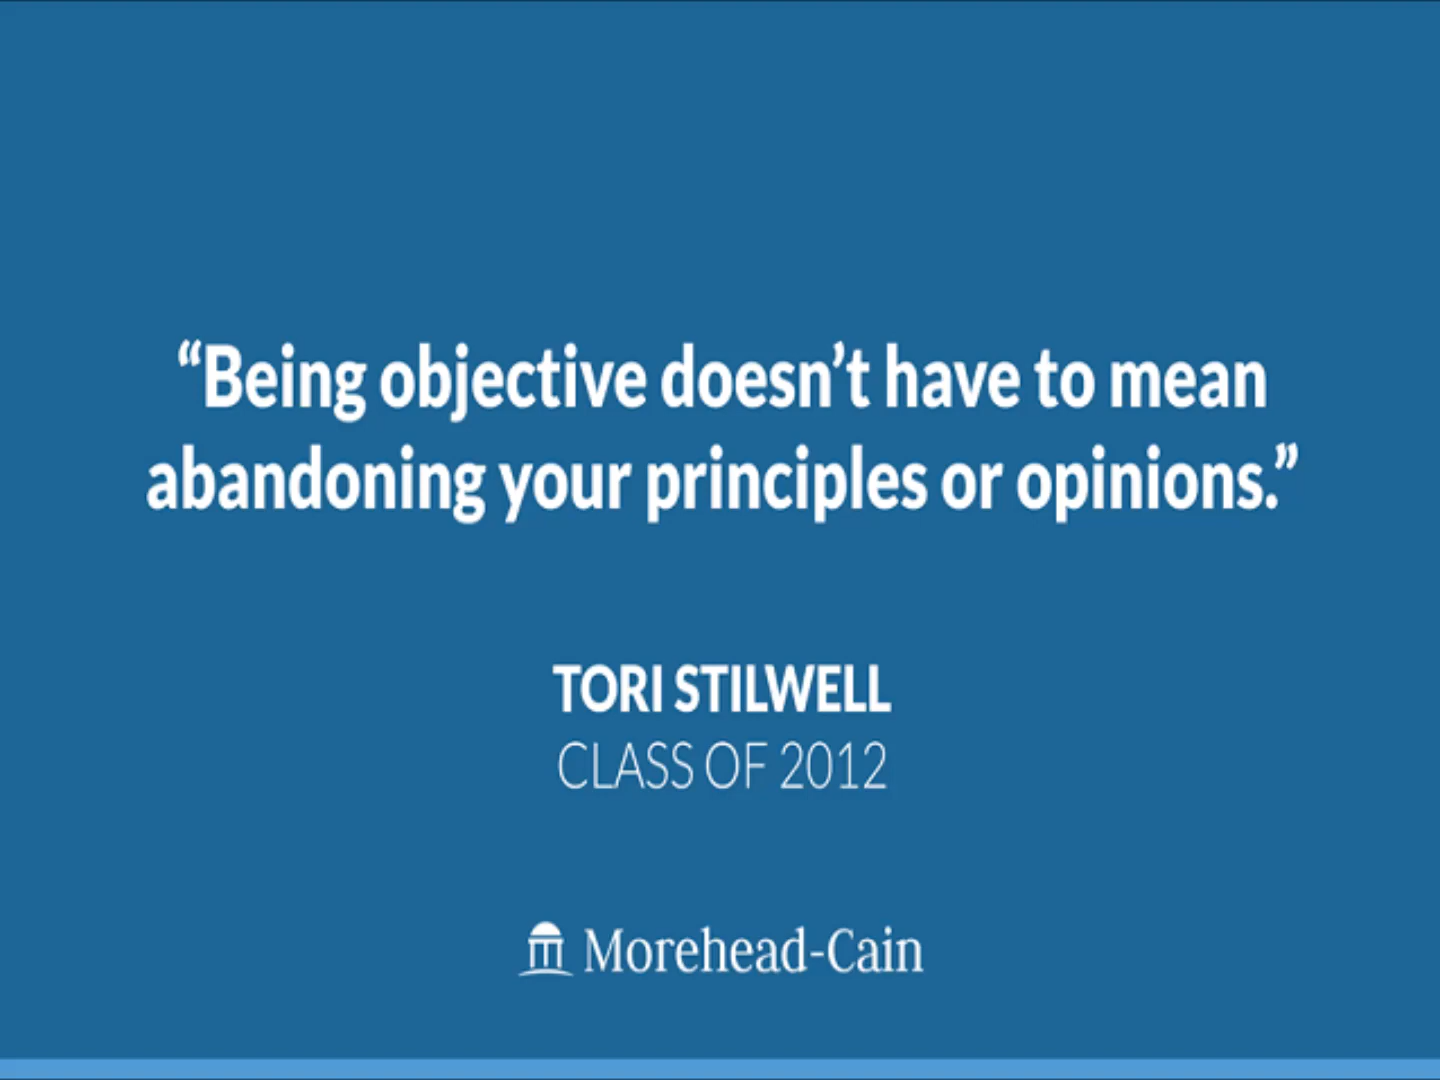 “Being objective doesn’t have to mean
abandoning your principles or opinions.”
TORI STILWELL
CLASS OF 2012
Morehead-Cain